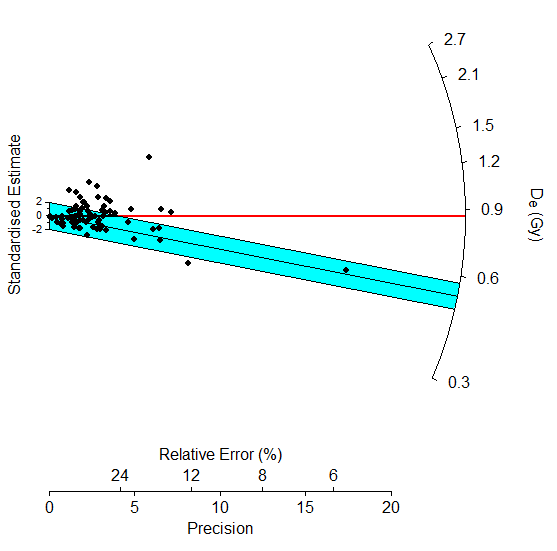 2.7
2.1
1.5
1.2
0.9
0.6
0.3
De (Gy)
Standardised Estimate
2
0
-2
Relative Error (%)
24 12 8 6
0 5 10 15 20
Precision